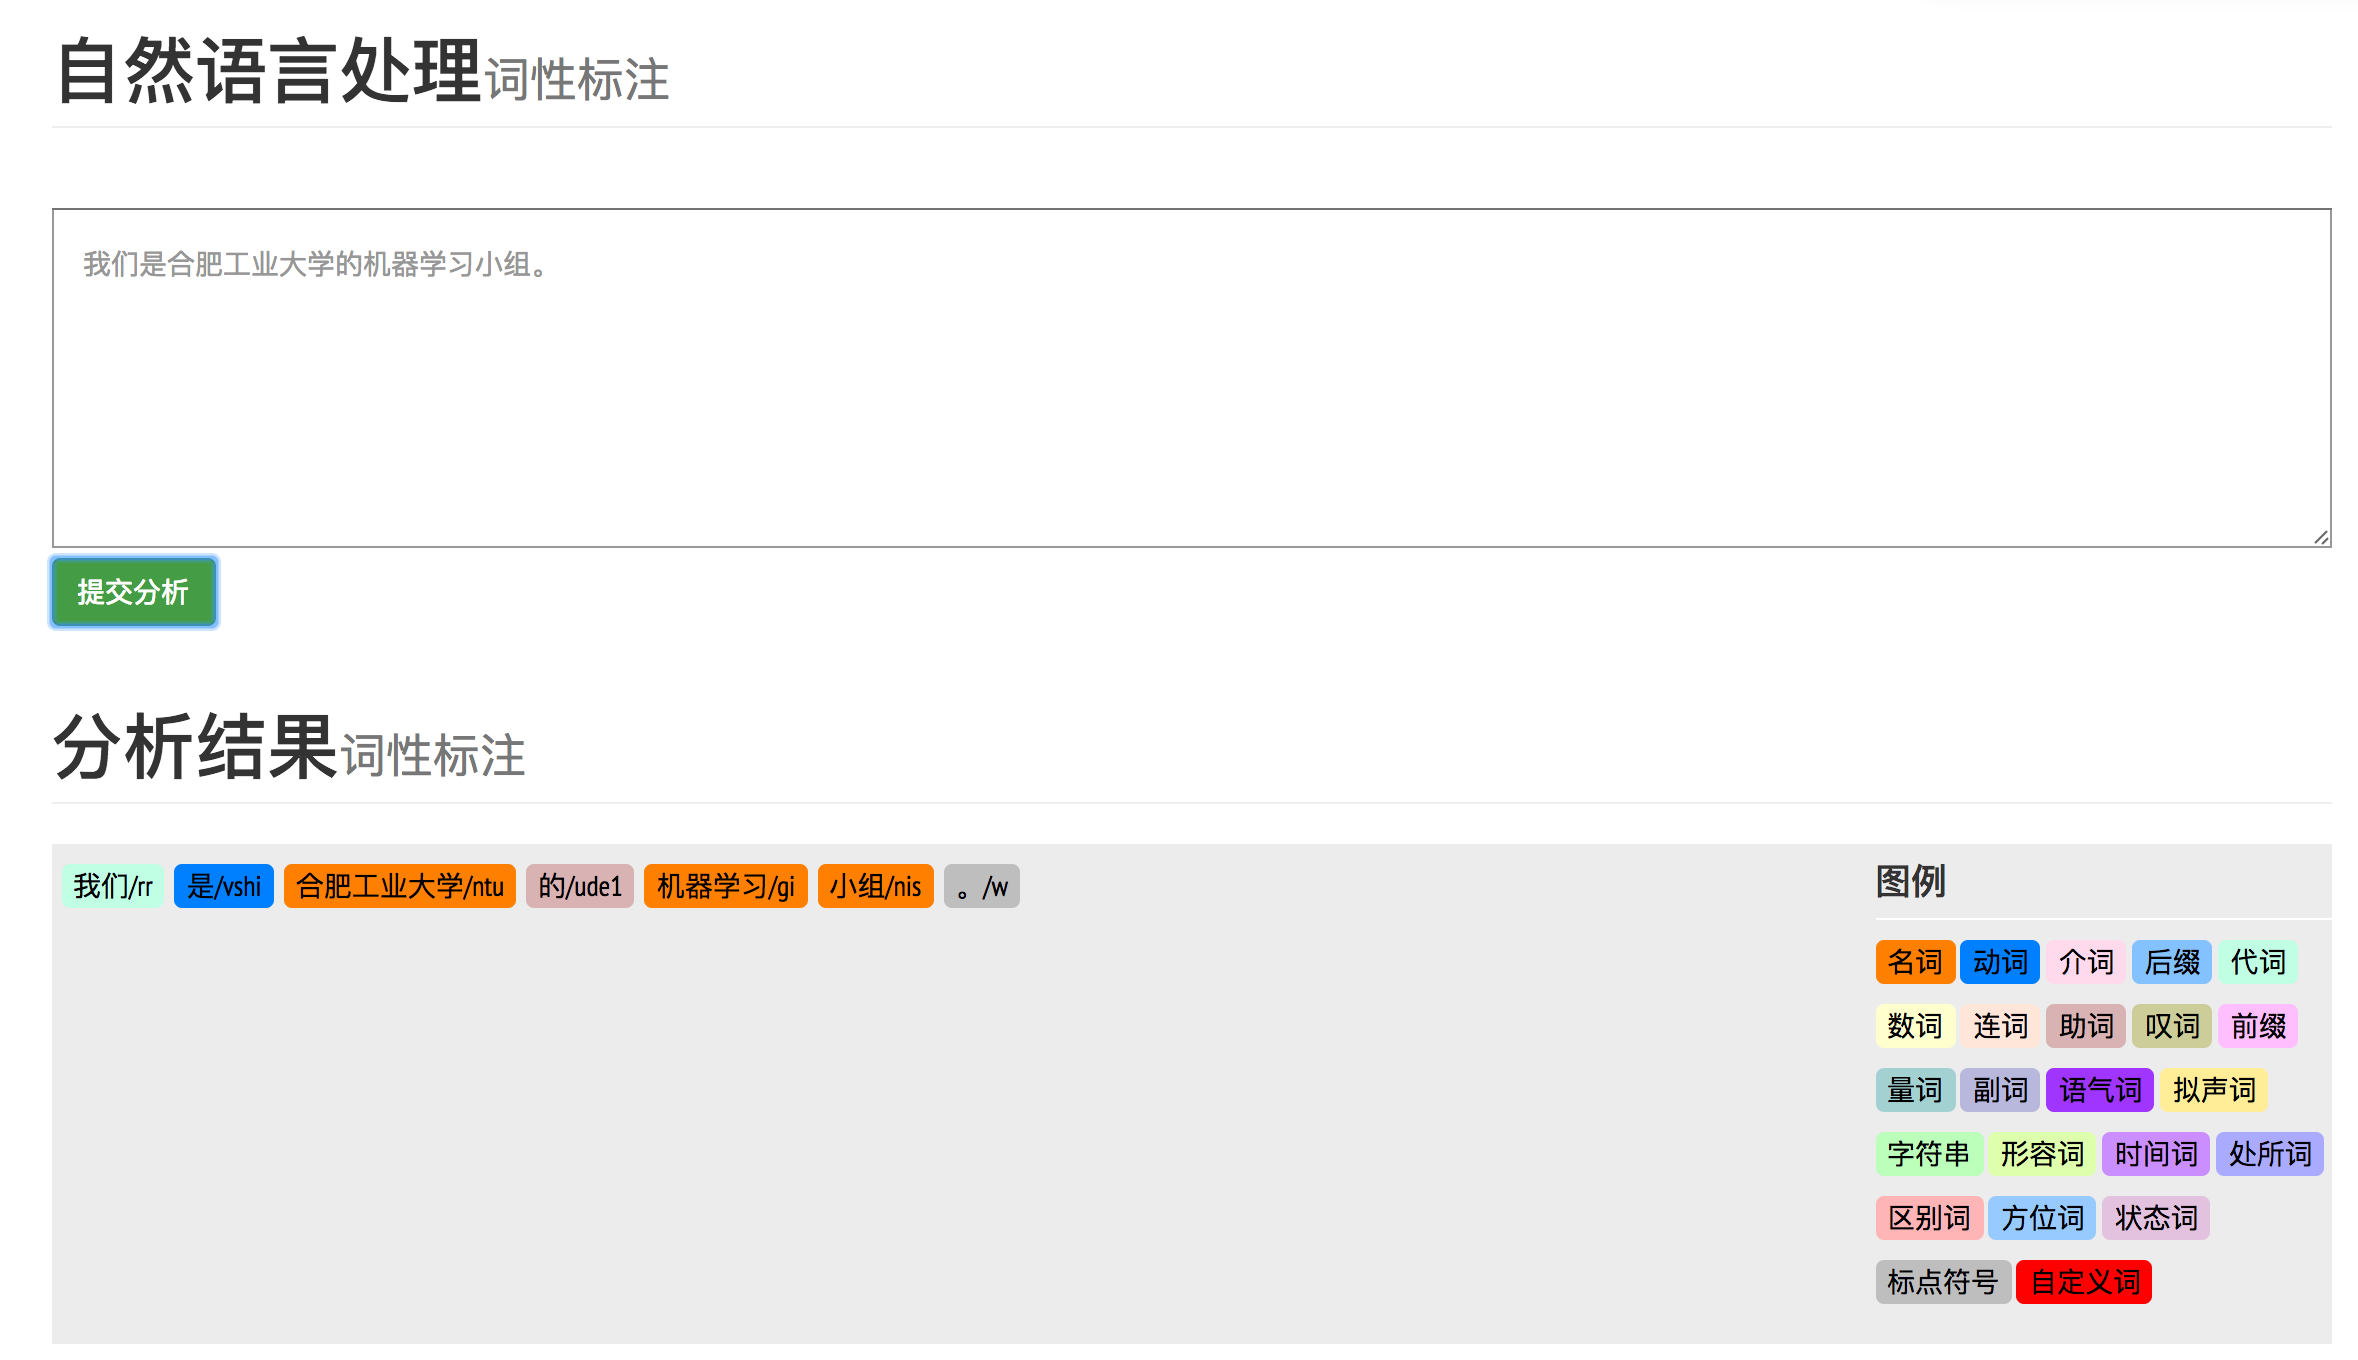 自然语言处理词性标注
我们是合肥工业大学的机器学习小组。
提交分析
分析结果词性标注
我们/rr 是/vshi 合肥工业大学/ntu 的/ude1 机器学习/gi 小组/nis 。/w
图例
名词 动词 介词 后缀 代词
数词 连词 助词 叹词 前缀
量词 副词 语气词 拟声词
字符串 形容词 时间词 处所词
区别词 方位词 状态词
标点符号 自定义词